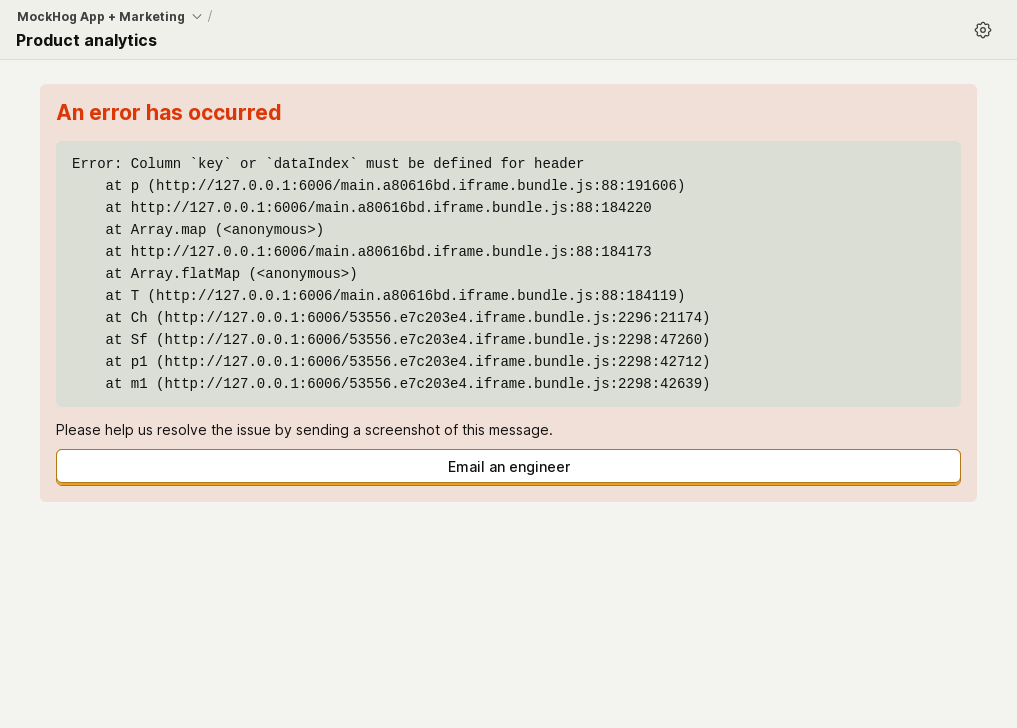 MockHog App + Marketing /
Product analytics
An error has occurred
Error: Column `key` or `dataIndex` must be defined for header
    at p (http://127.0.0.1:6006/main.a80616bd.iframe.bundle.js:88:191606)
    at http://127.0.0.1:6006/main.a80616bd.iframe.bundle.js:88:184220
    at Array.map (<anonymous>)
    at http://127.0.0.1:6006/main.a80616bd.iframe.bundle.js:88:184173
    at Array.flatMap (<anonymous>)
    at T (http://127.0.0.1:6006/main.a80616bd.iframe.bundle.js:88:184119)
    at Ch (http://127.0.0.1:6006/53556.e7c203e4.iframe.bundle.js:2296:21174)
    at Sf (http://127.0.0.1:6006/53556.e7c203e4.iframe.bundle.js:2298:47260)
    at p1 (http://127.0.0.1:6006/53556.e7c203e4.iframe.bundle.js:2298:42712)
    at m1 (http://127.0.0.1:6006/53556.e7c203e4.iframe.bundle.js:2298:42639)
Please help us resolve the issue by sending a screenshot of this message.
Email an engineer